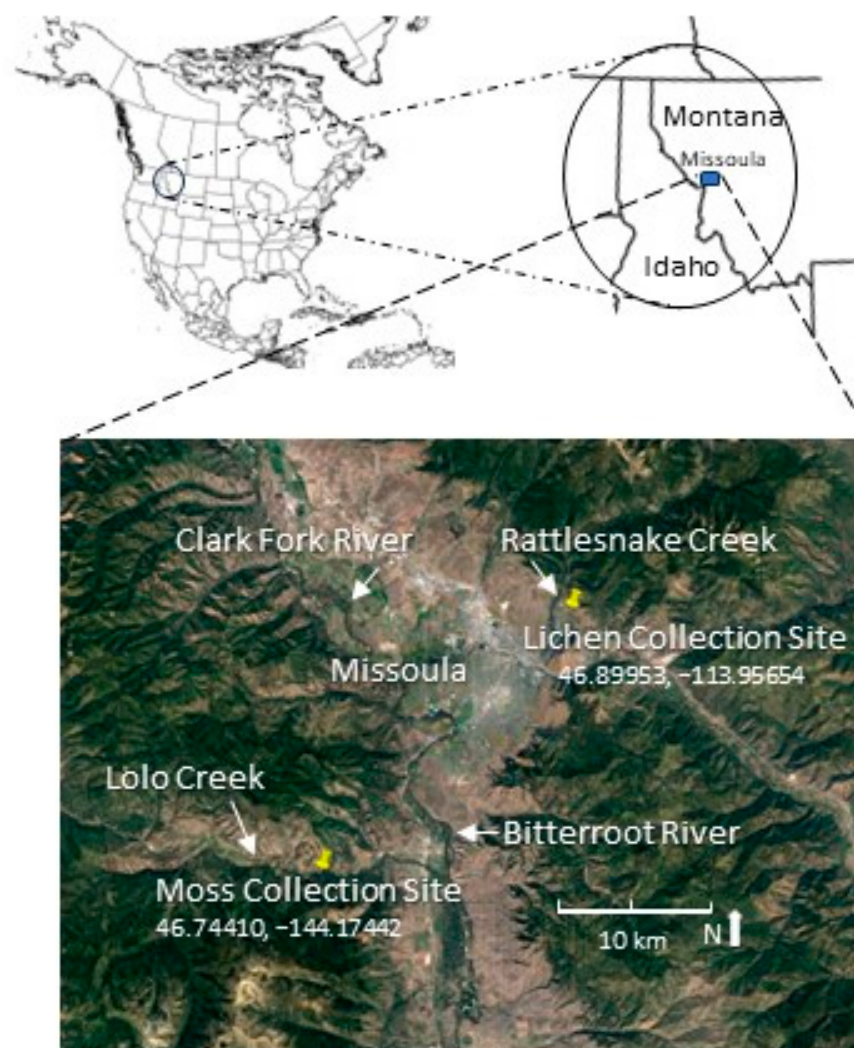 Montana
Missoula
Idaho
Clark Fork River
Rattlesnake Creek
Lichen Collection Site
46.89953, −113.95654
Missoula
Lolo Creek
Bitterroot River
Moss Collection Site
46.74410, −144.17442
10 km
N